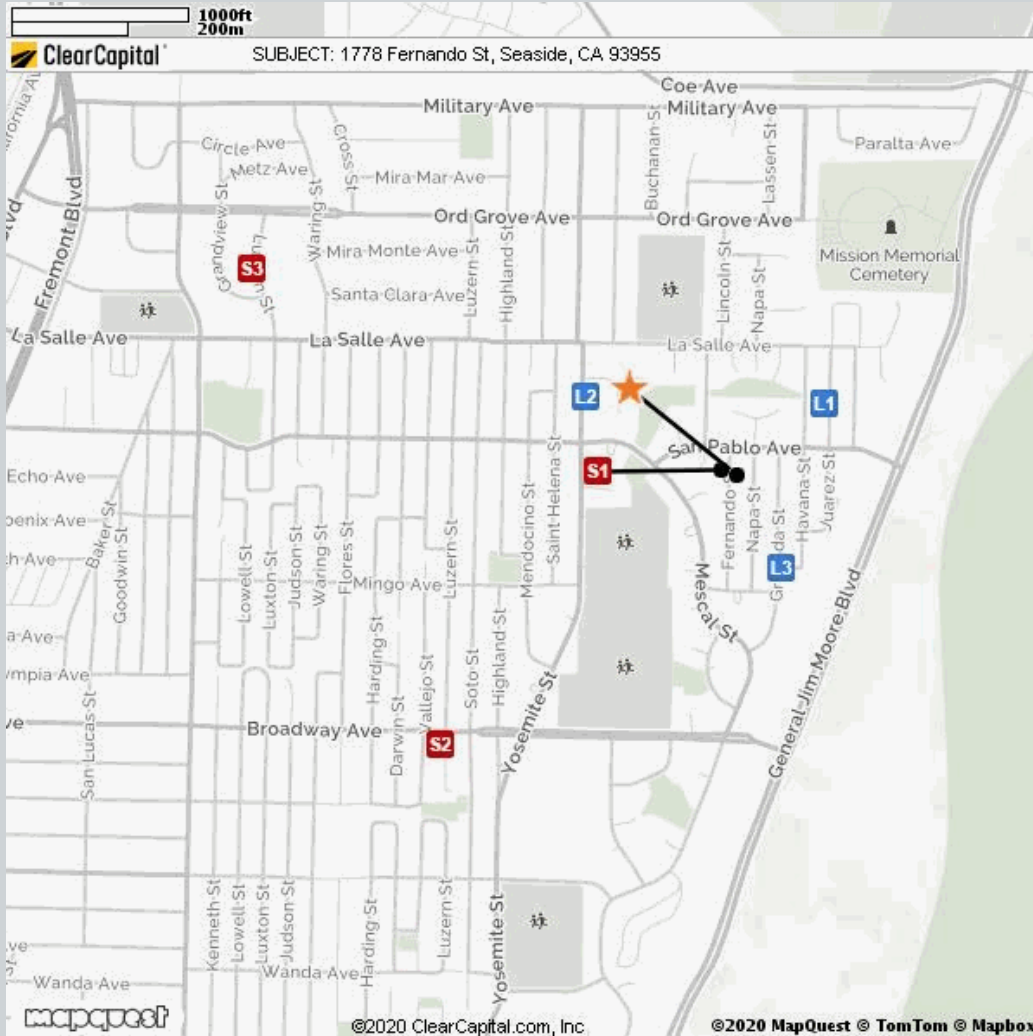 1000ft
200m
ClearCapital
SUBJECT: 1778 Fernando St, Seaside, CA 93955
Coe Ave
Military Ave
Military Ave
Circle Ave
Cross St
Buchanan St
Lassen St
Paralta Ave
Metz Ave
Mira Mar Ave
Fremont Blvd
Grandview St
Waring St
Ord Grove Ave
Ord Grove Ave
Mira Monte Ave
Luzern St
Highland St
Lincoln St
Napa St
Mission Memorial
Cemetery
S3
Santa Clara Ave
La Salle Ave
La Salle Ave
La Salle Ave
L2
L1
San Pablo Ave
S1
Echo Ave
Saint Helena St
Mendocino St
Fernando St
Napa St
Havana St
Juarez St
Baker St
Goodwin St
Lowell St
Luxton St
Judson St
Waring St
Flores St
Luzern St
Mingo Ave
L3
Mescal St
Harding St
Darwin St
Vallejo St
Soto St
Highland St
Yosemite St
General Jim Moore Blvd
San Lucas St
Broadway Ave
S2
Kenneth St
Lowell St
Luxton St
Judson St
Harding St
Luzern St
Yosemite St
Wanda Ave
Wanda Ave
mapquest
©2020 ClearCapital.com, Inc
©2020 MapQuest © TomTom © Mapbox